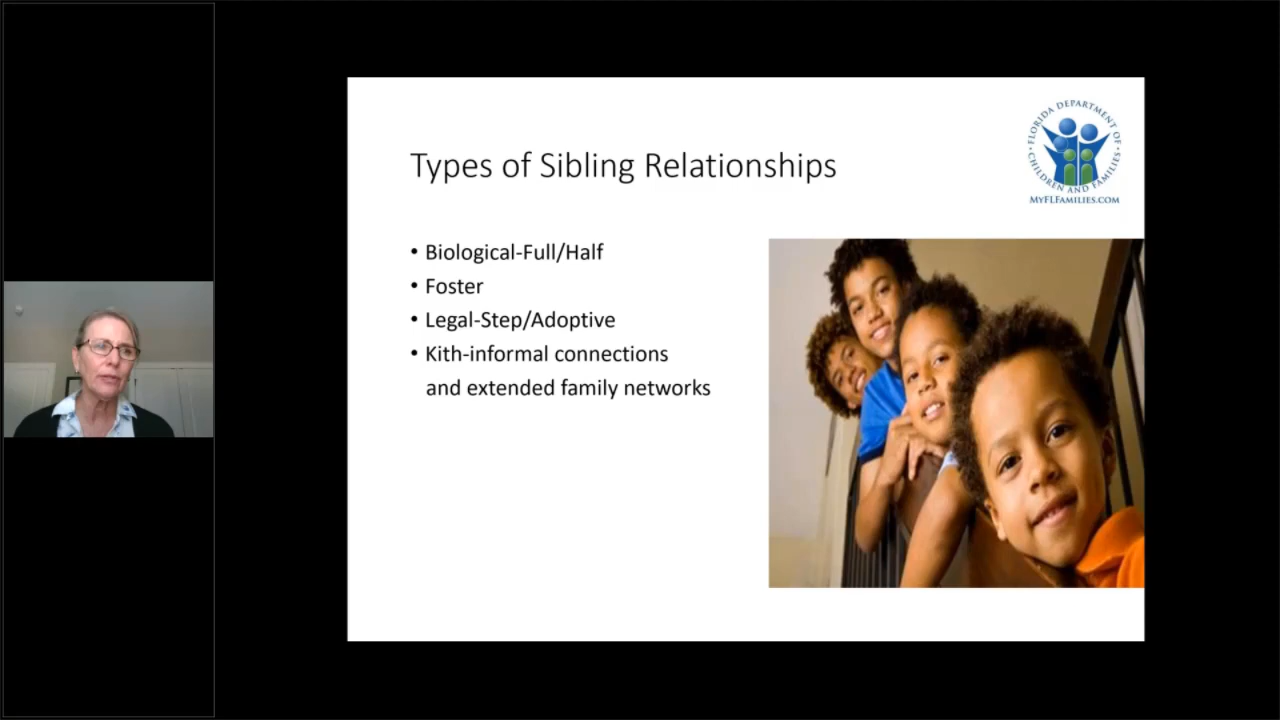 Types of Sibling Relationships
FLORIDA DEPARTMENT OF CHILDREN AND FAMILIES
MYFLFAMILIES.COM
• Biological-Full/Half
• Foster
• Legal-Step/Adoptive
• Kith-informal connections
and extended family networks